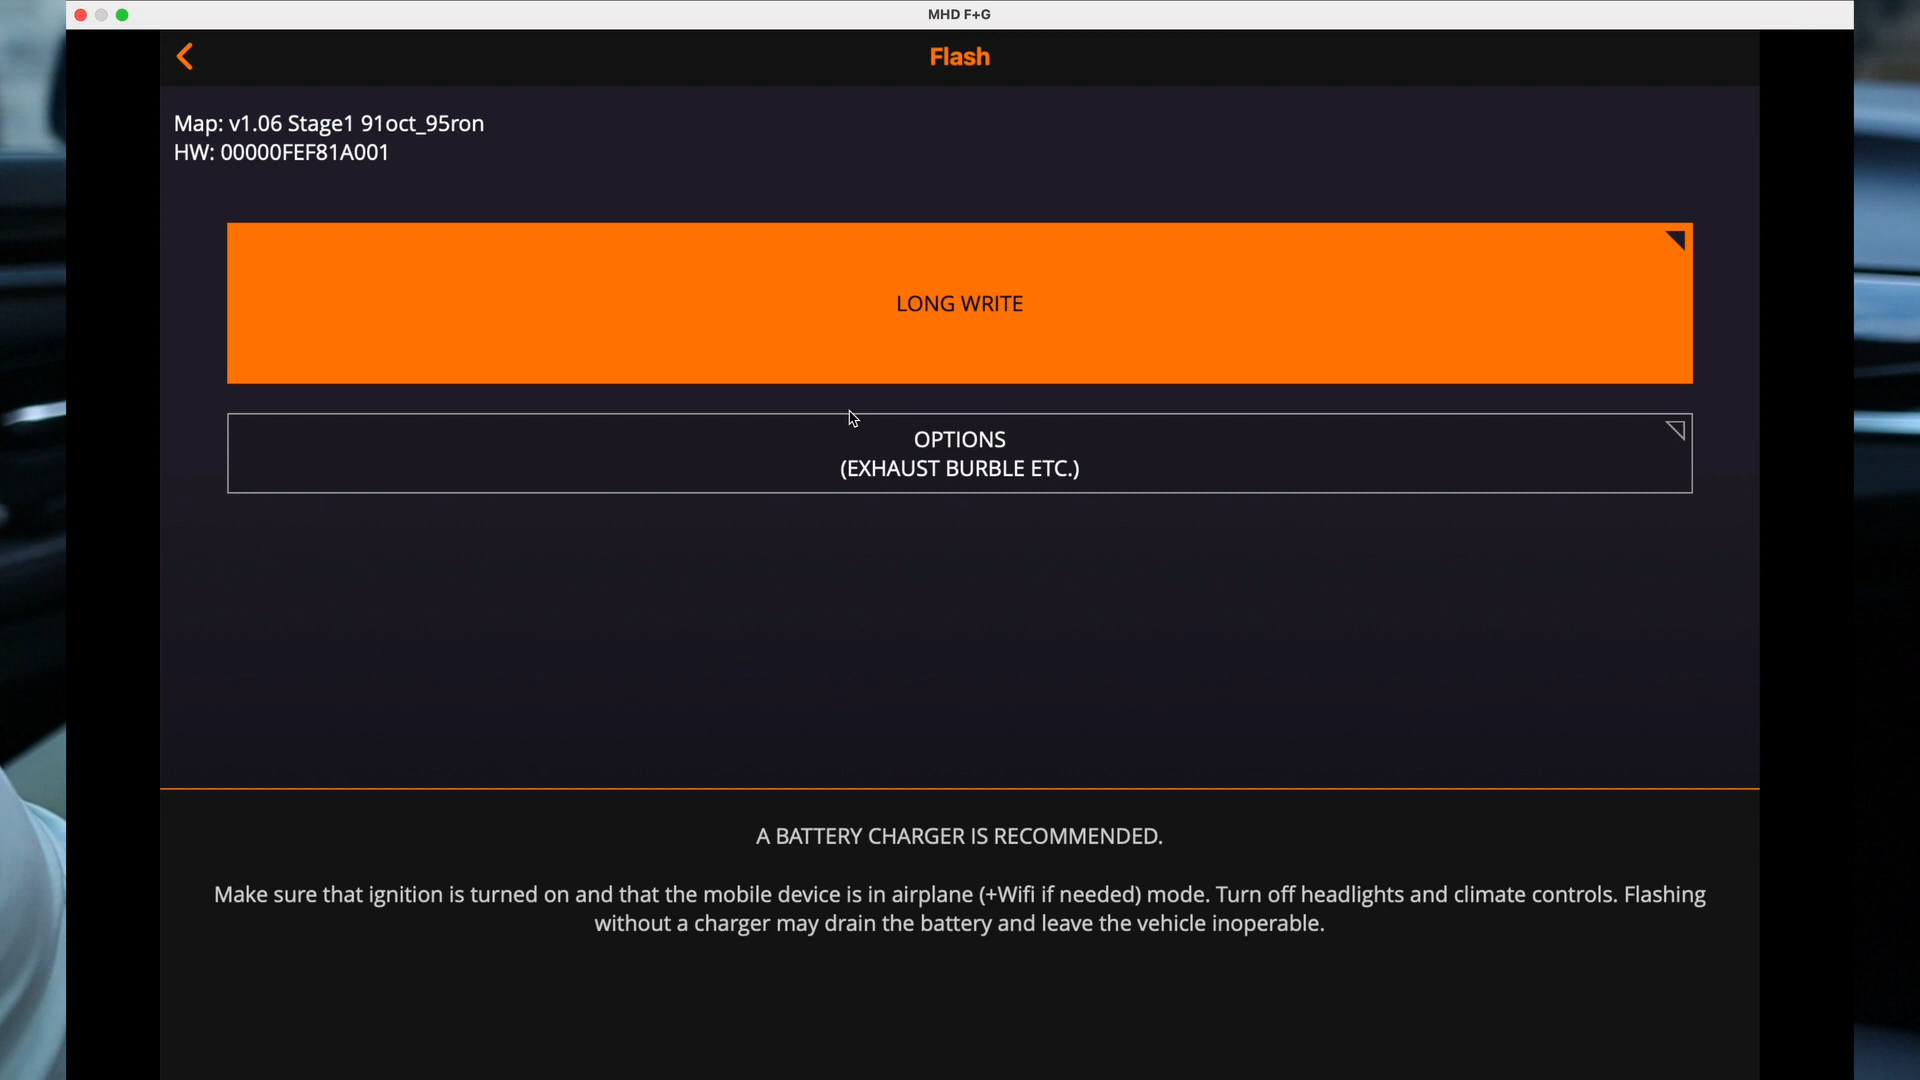 MHD F+G
Flash
Map: v1.06 Stage1 91oct_95ron
HW: 00000FEF81A001
LONG WRITE
OPTIONS
(EXHAUST BURBLE ETC.)
A BATTERY CHARGER IS RECOMMENDED.
Make sure that ignition is turned on and that the mobile device is in airplane (+Wifi if needed) mode. Turn off headlights and climate controls. Flashing
without a charger may drain the battery and leave the vehicle inoperable.